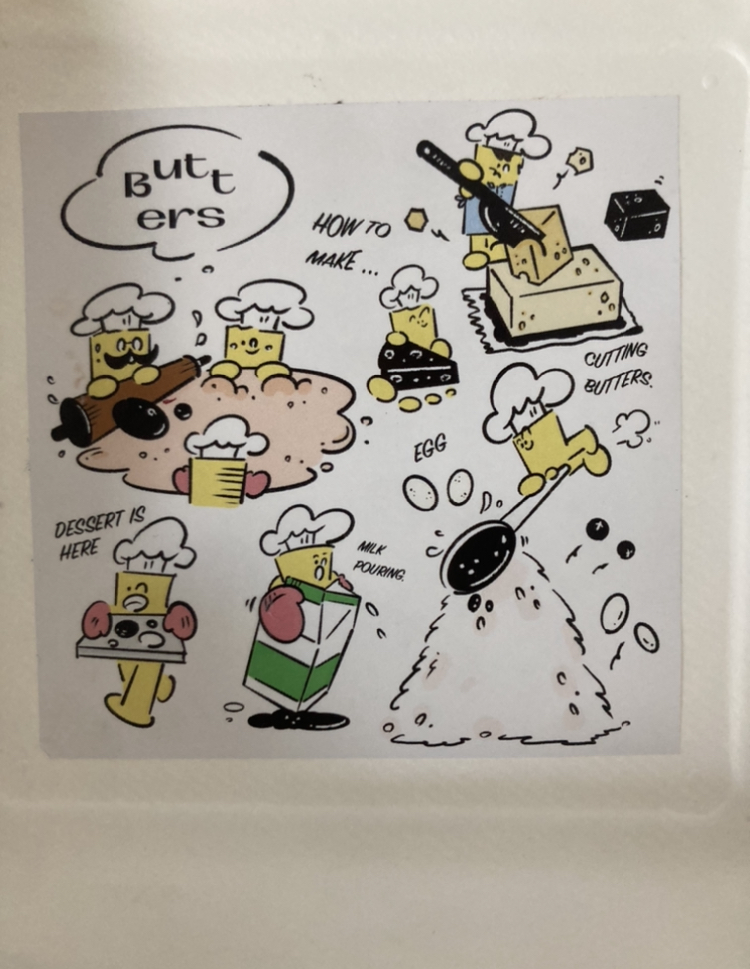 Butt
ers
HOW TO
MAKE ...
CUTTING
BUTTERS.
EGG
DESSERT IS
HERE
MILK
POURING.